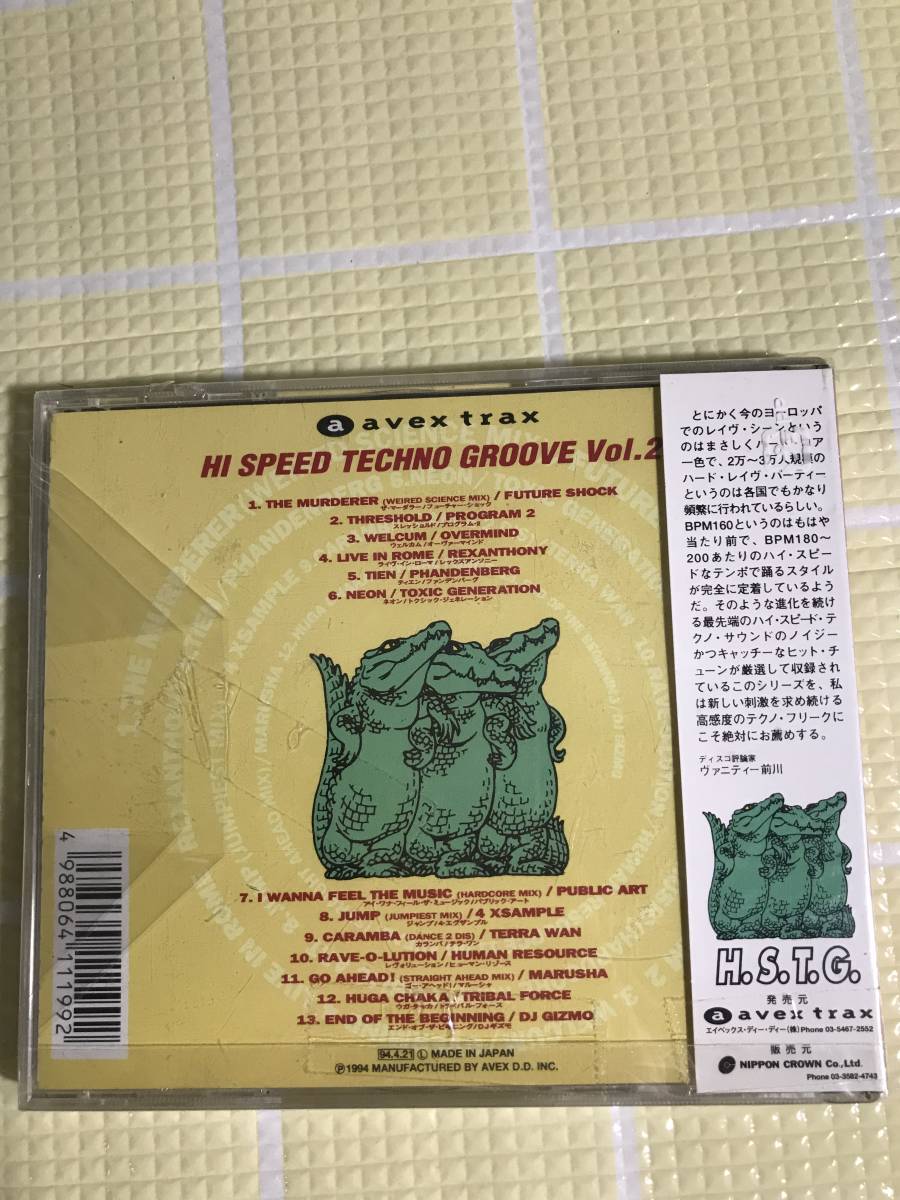 a avex trax
HI SPEED TECHNO GROOVE Vol.2
1. THE MURDERER (WEIRED SCIENCE MIX) / FUTURE SHOCK
ザ・マーダラー/フューチャー・ショック
2. THRESHOLD / PROGRAM 2
スレッショルド/プログラム・2
3. WELCUM / OVERMIND
ウェルカム/オーヴァーマインド
4. LIVE IN ROME / REXANTHONY
ライヴ・イン・ローマ/レックスアンソニー
5. TIEN / PHANDENBERG
ティエン/ファンデンバーグ
6. NEON / TOXIC GENERATION
ネオン/トクシック・ジェネレーション
7. I WANNA FEEL THE MUSIC (HARDCORE MIX) / PUBLIC ART
アイ・ワナ・フィール・ザ・ミュージック/パブリック・アート
8. JUMP (JUMPIEST MIX) / 4 XSAMPLE
ジャンプ/4・エグザンプル
9. CARAMBA (DANCE 2 DIS) / TERRA WAN
カランバ/テラ・ワン
10. RAVE-O-LUTION / HUMAN RESOURCE
レヴォリューション/ヒューマン・リソース
11. GO AHEAD! (STRAIGHT AHEAD MIX) / MARUSHA
ゴー・アヘッド!/マルーシャ
12. HUGA CHAKA / TRIBAL FORCE
ウガ・チャカ/トライバル・フォース
13. END OF THE BEGINNING / DJ GIZMO
エンド・オブ・ザ・ビギニング/DJギズモ
94.4.21 Ⓛ MADE IN JAPAN
Ⓟ1994 MANUFACTURED BY AVEX D.D. INC.
4 988064 111992
とにかく今のヨーロッパ
でのレイヴ・シーンという
のはまさしくハードコア
一色で、2万〜3万人規模の
ハード・レイヴ・パーティー
というのは各国でもかなり
頻繁に行われているらしい。
BPM160というのはもはや
当たり前で、BPM180〜
200あたりのハイ・スピー
ドなテンポで踊るスタイル
が完全に定着しているよう
だ。そのような進化を続け
る最先端のハイ・スピード・テ
クノ・サウンドのノイジー
かつキャッチーなヒット・チ
ューンが厳選して収録され
ているこのシリーズを、私
は新しい刺激を求め続ける
高感度のテクノ・フリークに
こそ絶対にお薦めする。
ディスコ評論家
ヴァニティー前川
H.S.T.G.
発売元
a avex trax
エイベックス・ディー・ディー(株) Phone 03-5467-2552
販売元
NIPPON CROWN Co.,Ltd.
Phone 03-3582-4743